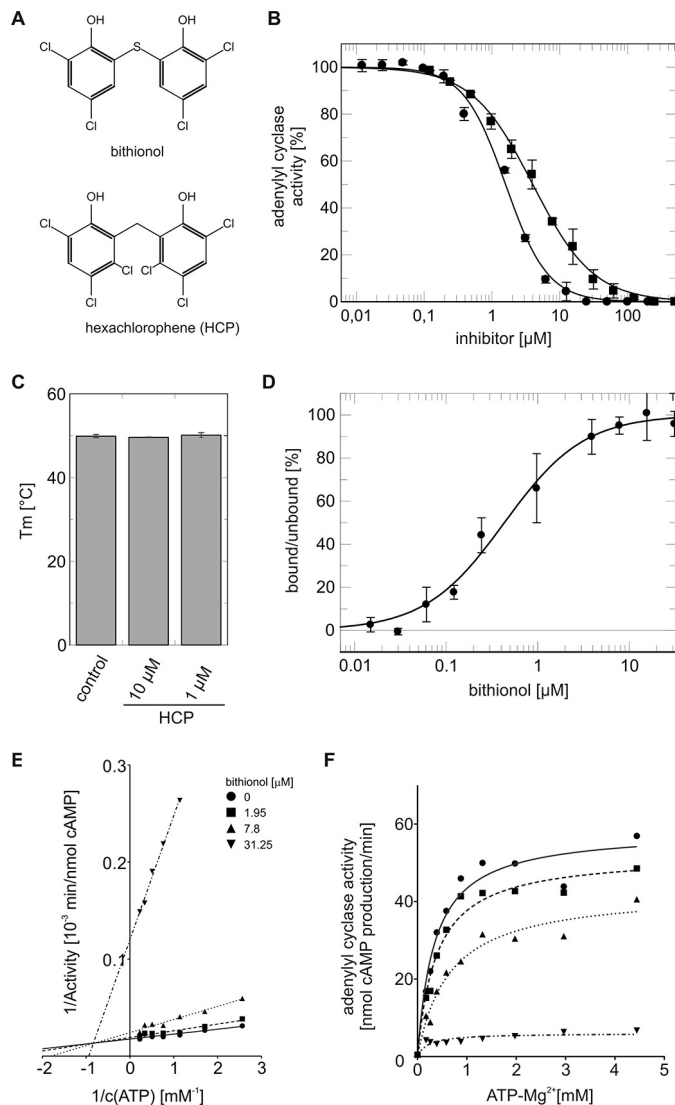 A
OH
OH
Cl
S
Cl
Cl
Cl
bithionol
OH
OH
Cl
Cl
Cl
Cl
Cl
Cl
hexachlorophene (HCP)
B
adenylyl cyclase
activity [%]
100
80
60
40
20
0
0,01
0,1
1
10
100
inhibitor [µM]
C
Tm [°C]
60
40
20
0
control
10 µM
1 µM
HCP
D
bound/unbound [%]
100
80
60
40
20
0
0.01
0.1
1
10
bithionol
[µM]
E
1/Activity [10⁻³ min/nmol cAMP]
0.3
0.2
0.1
-2
-1
0
1
2
3
1/c(ATP) [mM⁻¹]
bithionol [µM]
0
1.95
7.8
31.25
F
adenylyl cyclase activity
[nmol cAMP production/min]
60
40
20
0
0
1
2
3
4
5
ATP-Mg²⁺[mM]